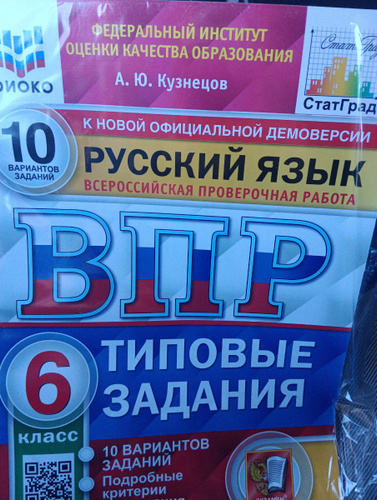 ФЕДЕРАЛЬНЫЙ ИНСТИТУТ
ОЦЕНКИ КАЧЕСТВА ОБРАЗОВАНИЯ
А. Ю. Кузнецов
ФИОКО
СтатГрад
К НОВОЙ ОФИЦИАЛЬНОЙ ДЕМОВЕРСИИ
10
ВАРИАНТОВ
ЗАДАНИЙ
РУССКИЙ ЯЗЫК
ВСЕРОССИЙСКАЯ ПРОВЕРОЧНАЯ РАБОТА
ВПР
6
класс
ТИПОВЫЕ
ЗАДАНИЯ
10 ВАРИАНТОВ
ЗАДАНИЙ
Подробные
критерии